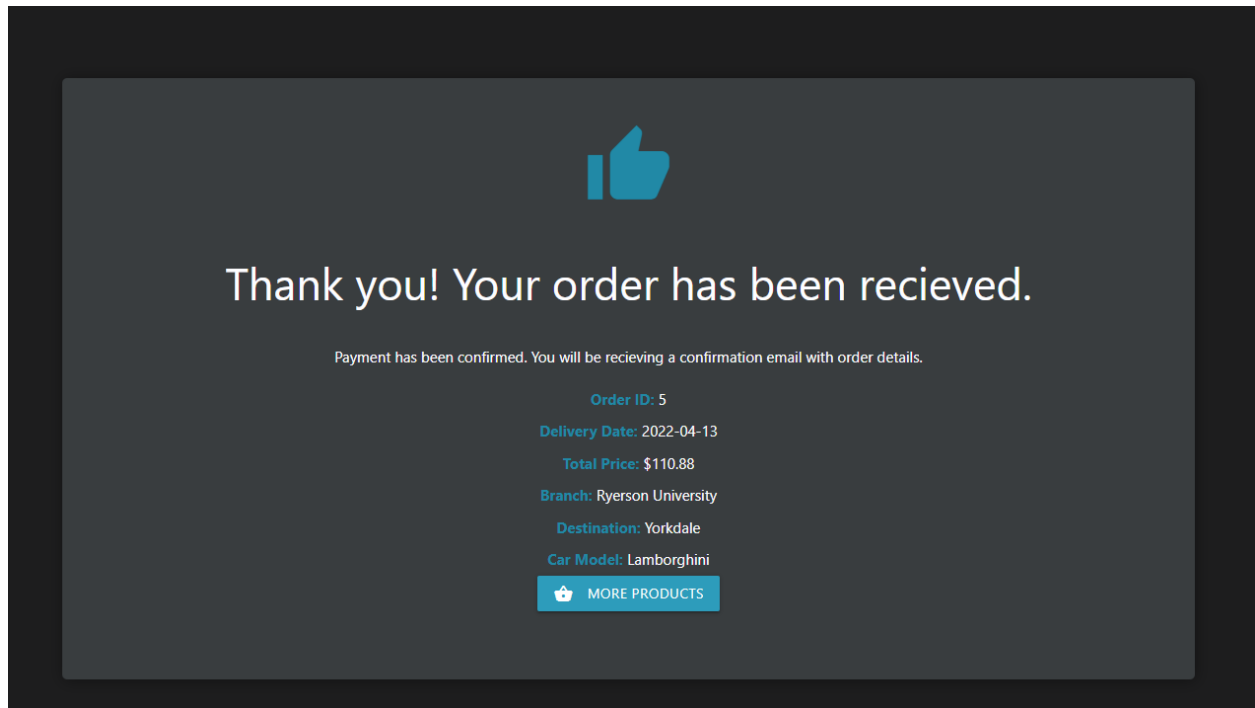 Thank you! Your order has been recieved.
Payment has been confirmed. You will be recieving a confirmation email with order details.
Order ID: 5
Delivery Date: 2022-04-13
Total Price: $110.88
Branch: Ryerson University
Destination: Yorkdale
Car Model: Lamborghini
MORE PRODUCTS